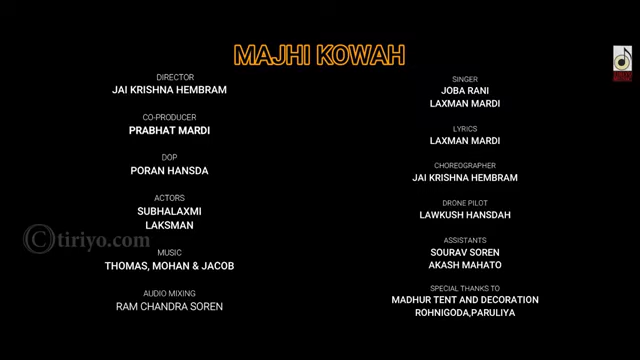 MAJHI KOWAH
DIRECTOR
JAI KRISHNA HEMBRAM
CO-PRODUCER
PRABHAT MARDI
DOP
PORAN HANSDA
ACTORS
SUBHALAXMI
LAKSMAN
MUSIC
THOMAS, MOHAN & JACOB
AUDIO MIXING
RAM CHANDRA SOREN
SINGER
JOBA RANI
LAXMAN MARDI
LYRICS
LAXMAN MARDI
CHOREOGRAPHER
JAI KRISHNA HEMBRAM
DRONE PILOT
LAWKUSH HANSDAH
ASSISTANTS
SOURAV SOREN
AKASH MAHATO
SPECIAL THANKS TO
MADHUR TENT AND DECORATION
ROHNIGODA,PARULIYA
©tiriyo.com